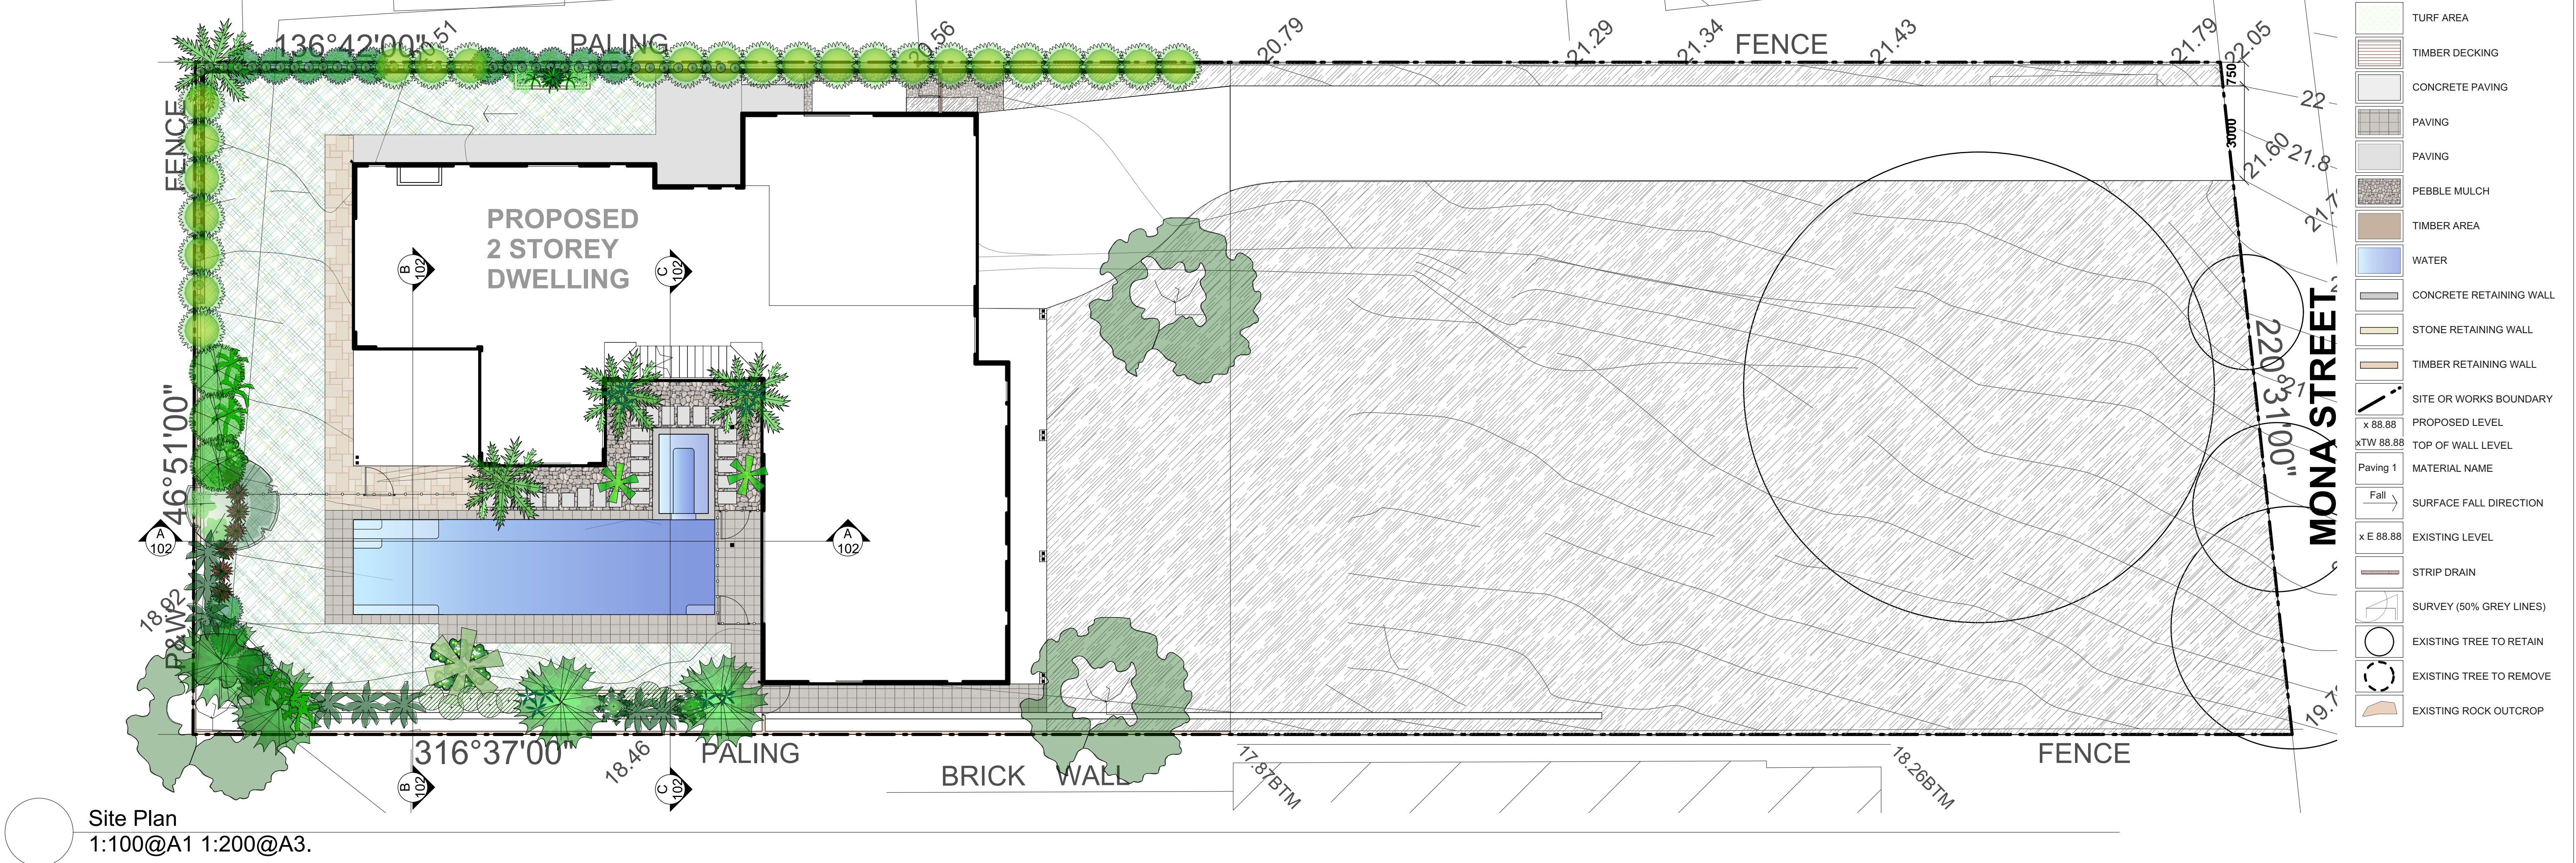 136°42'00"
20.51
PALING
20.56
20.79
21.29
21.34
FENCE
21.43
21.79
22.05
750
3000
22
21.60
21.8
FENCE
PROPOSED
2 STOREY
DWELLING
B
102
C
102
46°51'00"
A
102
A
102
220°31'00"
21
MONA STREET
18.92
P&W
316°37'00"
18.46
PALING
BRICK WALL
17.87BTM
18.26BTM
FENCE
B
102
C
102
Site Plan
1:100@A1 1:200@A3.
TURF AREA
TIMBER DECKING
CONCRETE PAVING
PAVING
PAVING
PEBBLE MULCH
TIMBER AREA
WATER
CONCRETE RETAINING WALL
STONE RETAINING WALL
TIMBER RETAINING WALL
SITE OR WORKS BOUNDARY
x 88.88 PROPOSED LEVEL
xTW 88.88 TOP OF WALL LEVEL
Paving 1 MATERIAL NAME
Fall SURFACE FALL DIRECTION
x E 88.88 EXISTING LEVEL
STRIP DRAIN
SURVEY (50% GREY LINES)
EXISTING TREE TO RETAIN
EXISTING TREE TO REMOVE
EXISTING ROCK OUTCROP